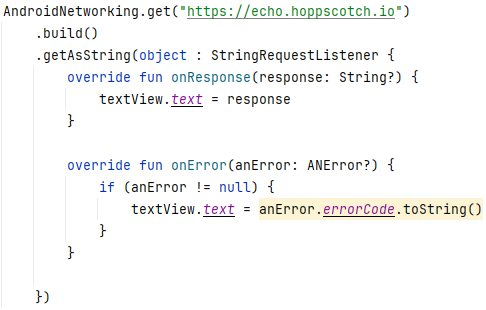 AndroidNetworking.get("https://echo.hoppscotch.io")
    .build()
    .getAsString(object : StringRequestListener {
        override fun onResponse(response: String?) {
            textView.text = response
        }

        override fun onError(anError: ANError?) {
            if (anError != null) {
                textView.text = anError.errorCode.toString()
            }
        }

    })